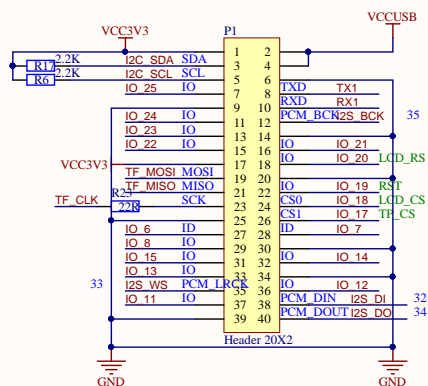 P1
VCC3V3 VCCUSB
1 2
2.2K I2C_SDA SDA 3 4
R17
2.2K I2C_SCL SCL 5 6
R6
IO_25 IO 7 8 TXD TX1
9 10 RXD RX1
IO_24 IO 11 12 PCM_BCK I2S_BCK 35
IO_23 IO 13 14
IO_22 IO 15 16 IO IO_21
VCC3V3 17 18 IO IO_20 LCD_RS
TF_MOSI MOSI 19 20
TF_MISO MISO 21 22 IO IO_19 RST
TF_CLK R23 22R SCK 23 24 CS0 IO_18 LCD_CS
25 26 CS1 IO_17 TP_CS
IO_6 ID 27 28 ID IO_7
IO_8 IO 29 30
IO_15 IO 31 32 IO IO_14
IO_13 IO 33 34
33 I2S_WS PCM_LRCK 35 36 IO IO_12
IO_11 IO 37 38 PCM_DIN I2S_DI 32
39 40 PCM_DOUT I2S_DO 34
Header 20X2
GND GND